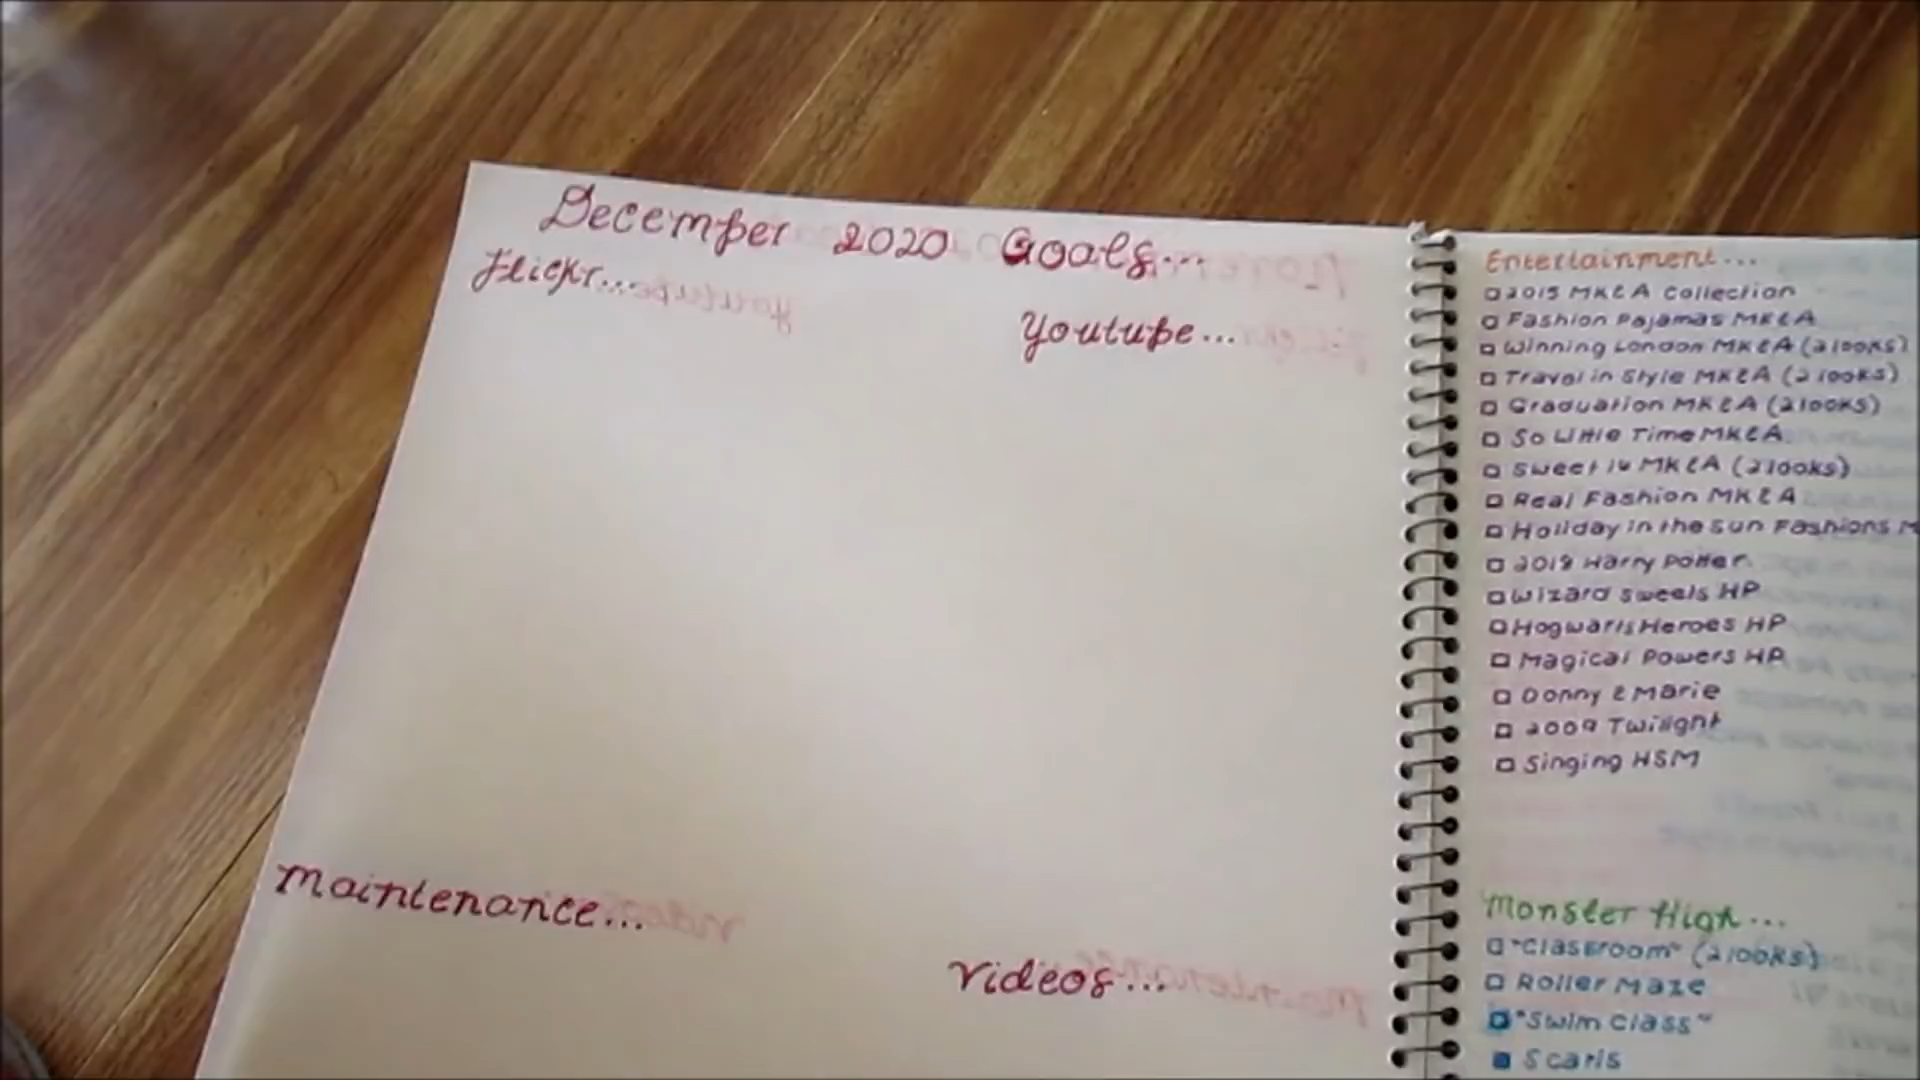 December 2020 Goals...
Flickr...
Youtube...
Maintenance...
Videos...
Entertainment...
2015 MK&A Collection
Fashion Pajamas MK&A
Winning London MK&A (2 looks)
Travel in Style MK&A (2 looks)
Graduation MK&A (2 looks)
So Little Time MK&A
Sweet 16 MK&A (2 looks)
Real Fashion MK&A
Holiday in the Sun Fashions
2018 Harry Potter
Wizard Sweets HP
Hogwarts Heroes HP
Magical Powers HP
Donny & Marie
2009 Twilight
Singing HSM
Monster High...
"Classroom" (2 looks)
Roller Maze
"Swim Class"
Scaris